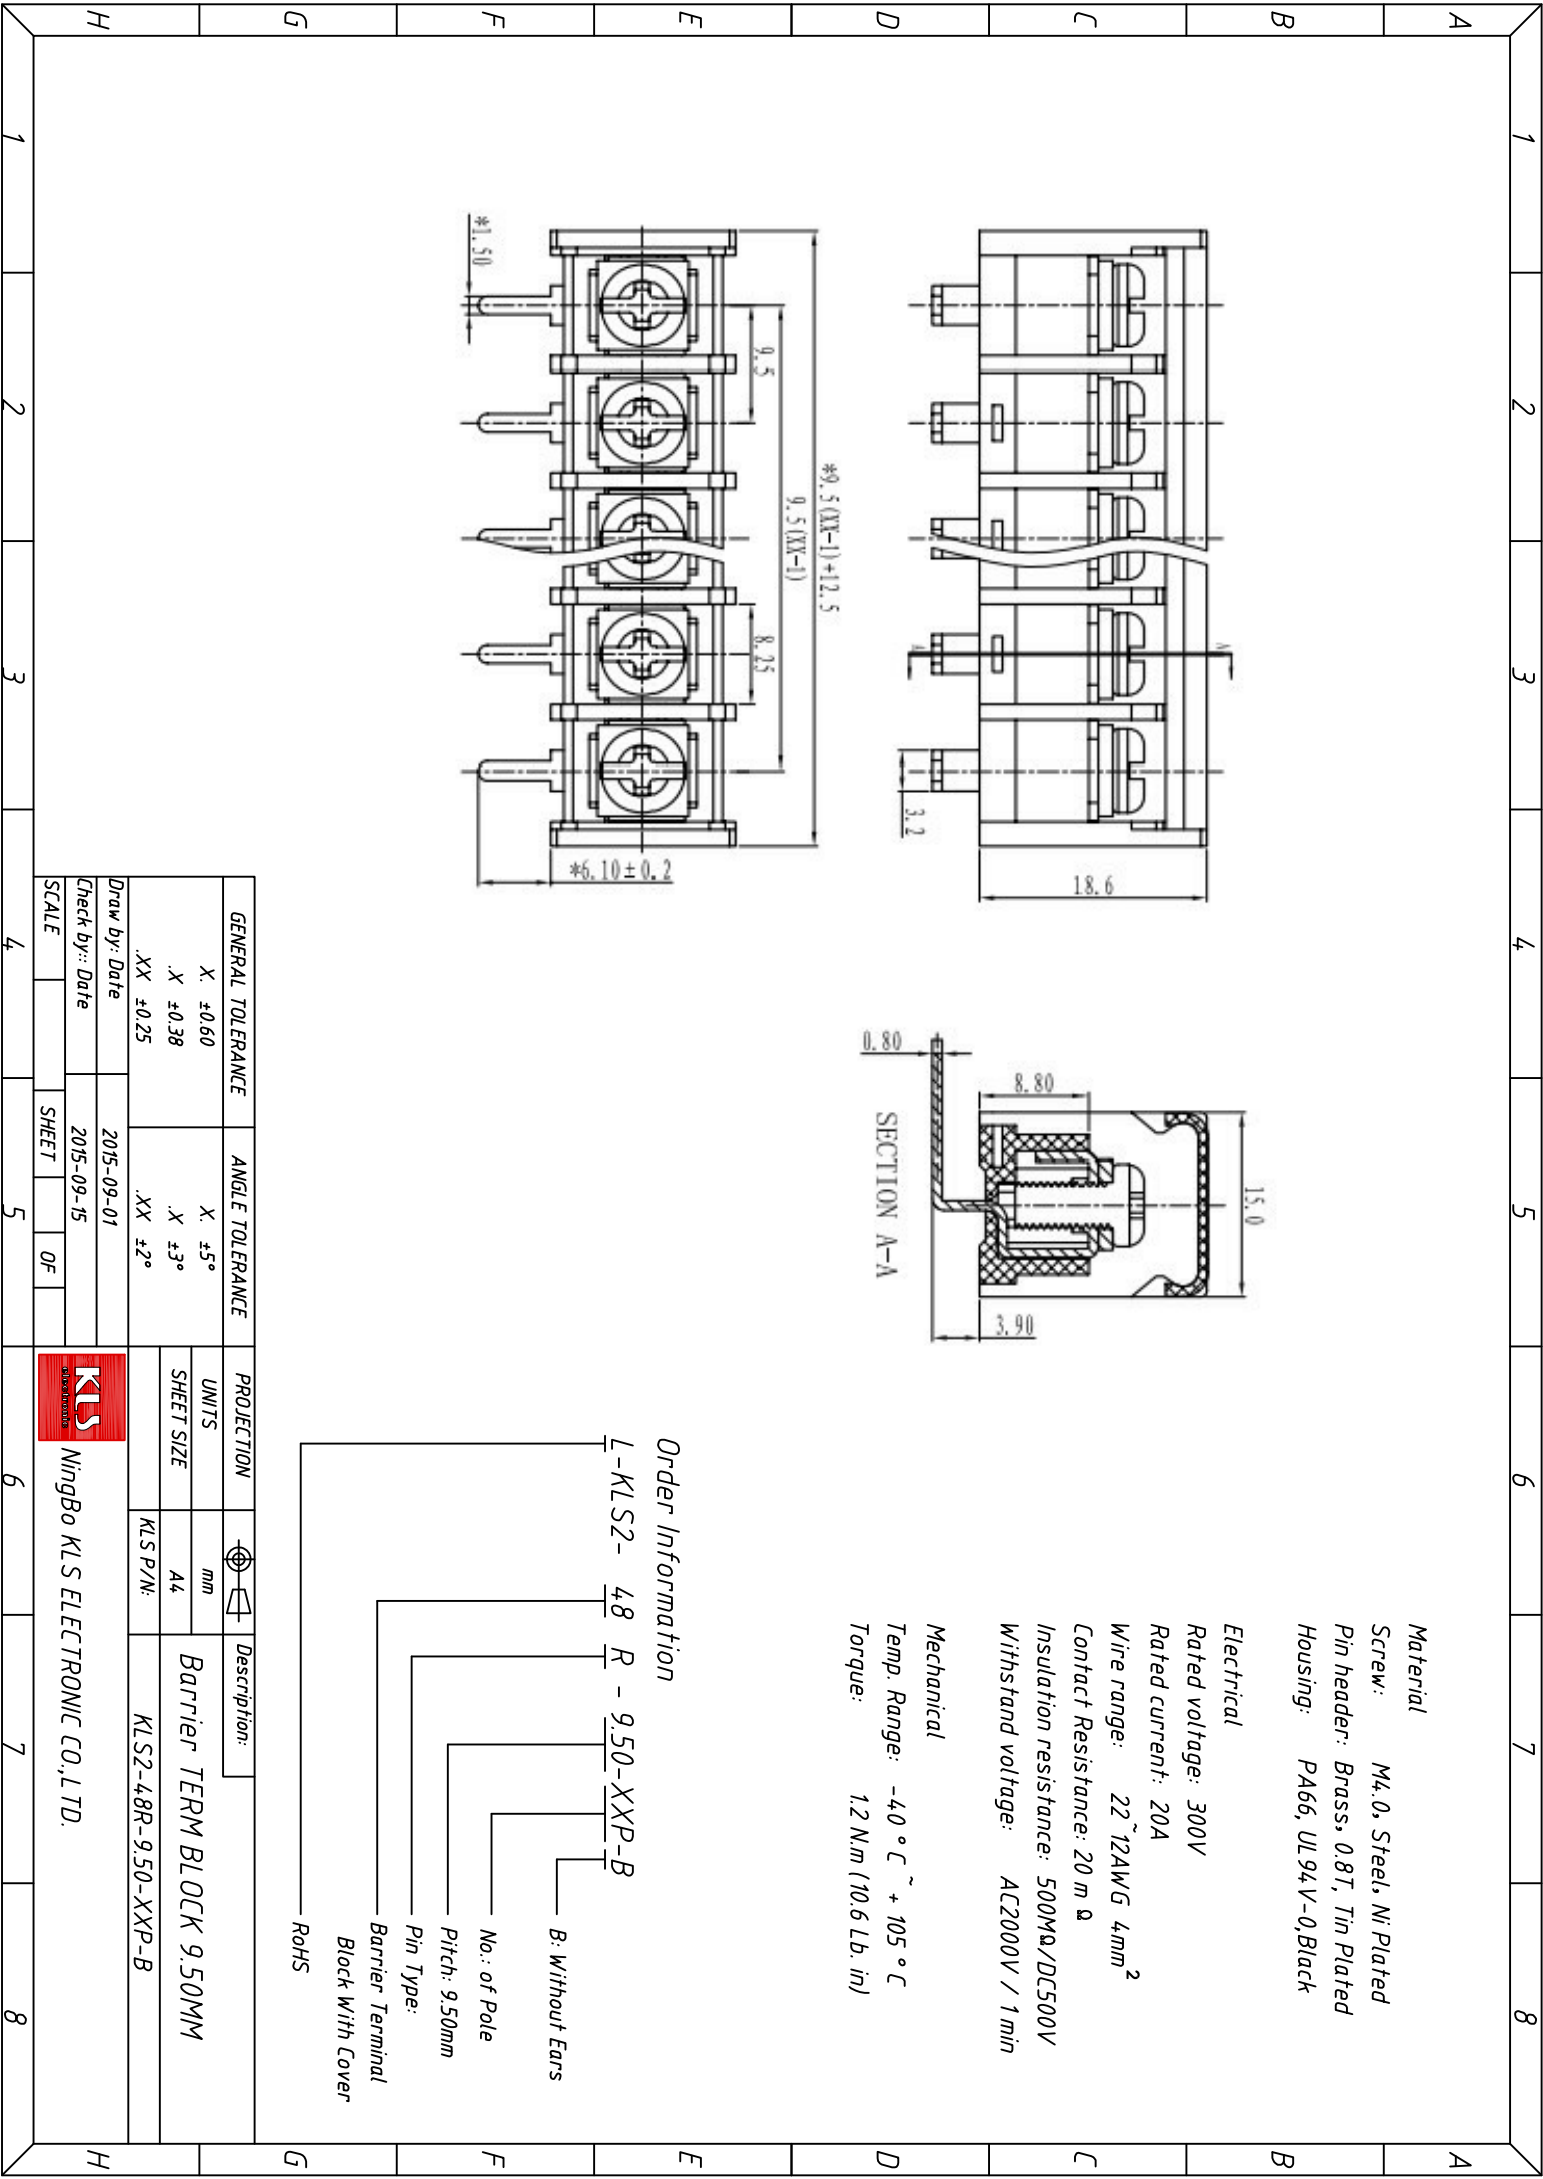 A
B
C
D
E
F
G
H
1
2
3
4
5
6
7
8
1
2
3
4
5
6
7
8
A
B
C
D
E
F
G
H
Material
Screw: M4.0, Steel, Ni Plated
Pin header: Brass, 0.8T, Tin Plated
Housing: PA66, UL94V-0,Black
Electrical
Rated voltage: 300V
Rated current: 20A
Wire range: 22~12AWG 4mm²
Contact Resistance: 20 m Ω
Insulation resistance: 500MΩ/DC500V
Withstand voltage: AC2000V / 1 min
Mechanical
Temp. Range: -40 °C ~ + 105 °C
Torque: 1.2 N.m (10.6 Lb. in)
A
A
18.6
3.2
*9.5(XX-1)+12.5
9.5(XX-1)
9.5
8.25
*1.50
*6.10±0.2
15.0
8.80
0.80
3.90
SECTION A-A
Order Information
L-KLS2- 48 R - 9.50-XXP-B
B: Without Ears
No.: of Pole
Pitch: 9.50mm
Pin Type:
Barrier Terminal
Block With Cover
RoHS
GENERAL TOLERANCE
X. ±0.60
.X ±0.38
.XX ±0.25
ANGLE TOLERANCE
X. ±5°
.X ±3°
.XX ±2°
PROJECTION
UNITS mm
SHEET SIZE A4
Description:
Barrier TERM BLOCK 9.50MM
KLS P/N: KLS2-48R-9.50-XXP-B
Draw by: Date 2015-09-01
Check by:: Date 2015-09-15
SCALE SHEET OF
KLS
electronic
NingBo KLS ELECTRONIC CO.,LTD.